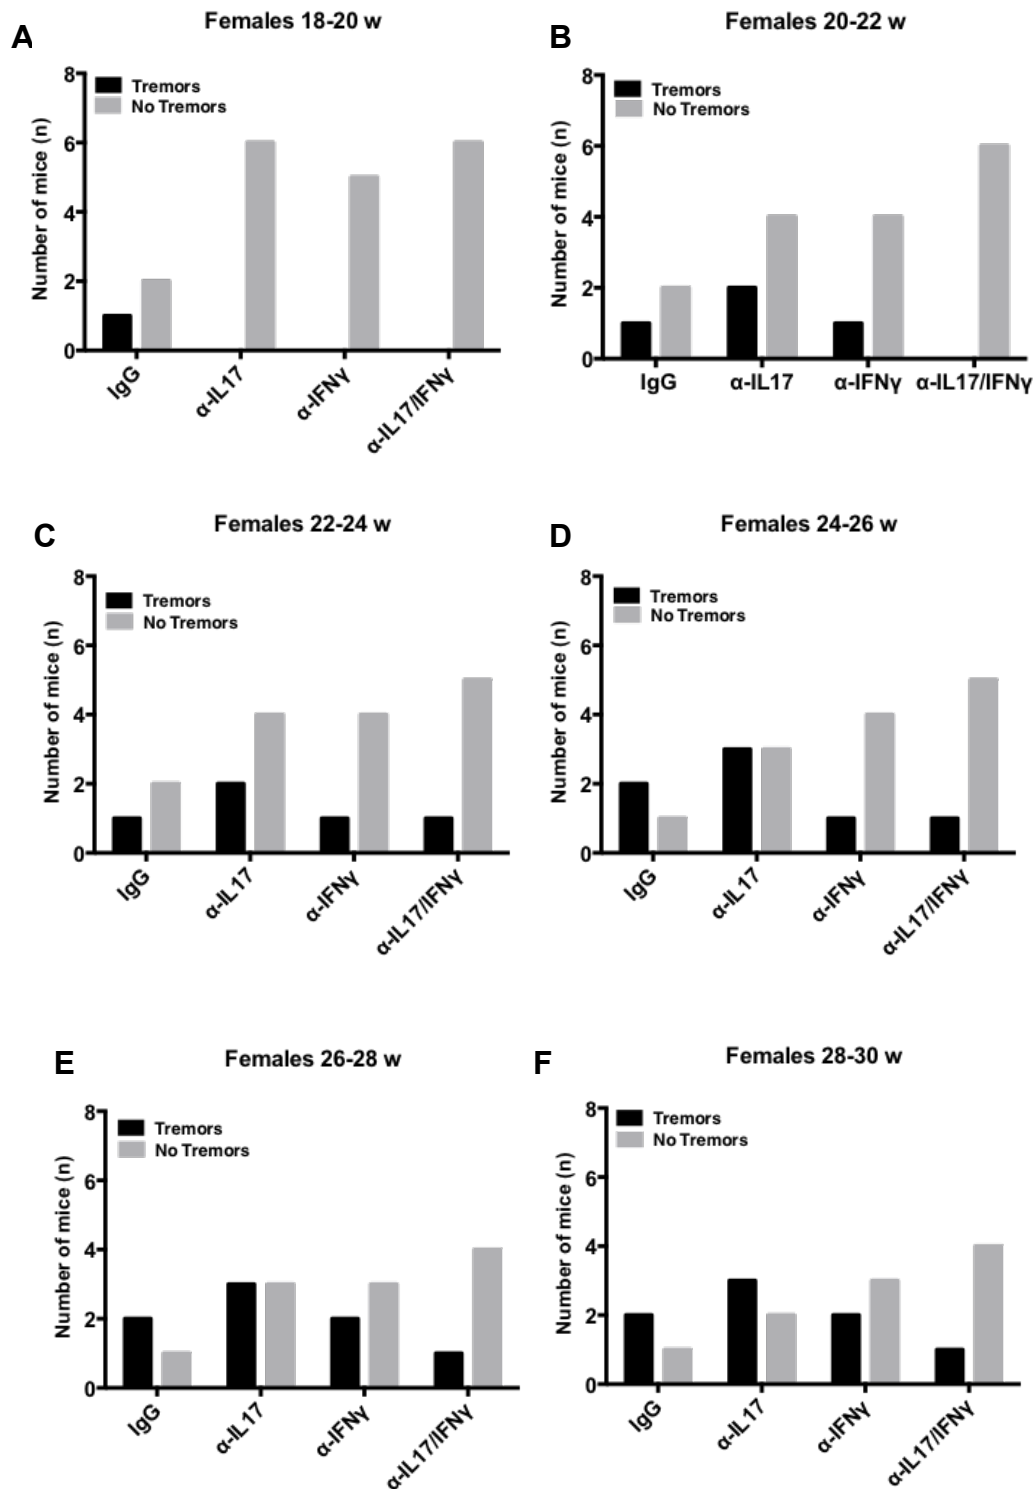 A
Females 18-20 w
Number of mice (n)
8
6
4
2
0
Tremors
No Tremors
IgG
α-IL17
α-IFNγ
α-IL17/IFNγ
B
Females 20-22 w
Number of mice (n)
8
6
4
2
0
Tremors
No Tremors
IgG
α-IL17
α-IFNγ
α-IL17/IFNγ
C
Females 22-24 w
Number of mice (n)
8
6
4
2
0
Tremors
No Tremors
IgG
α-IL17
α-IFNγ
α-IL17/IFNγ
D
Females 24-26 w
Number of mice (n)
8
6
4
2
0
Tremors
No Tremors
IgG
α-IL17
α-IFNγ
α-IL17/IFNγ
E
Females 26-28 w
Number of mice (n)
8
6
4
2
0
Tremors
No Tremors
IgG
α-IL17
α-IFNγ
α-IL17/IFNγ
F
Females 28-30 w
Number of mice (n)
8
6
4
2
0
Tremors
No Tremors
IgG
α-IL17
α-IFNγ
α-IL17/IFNγ